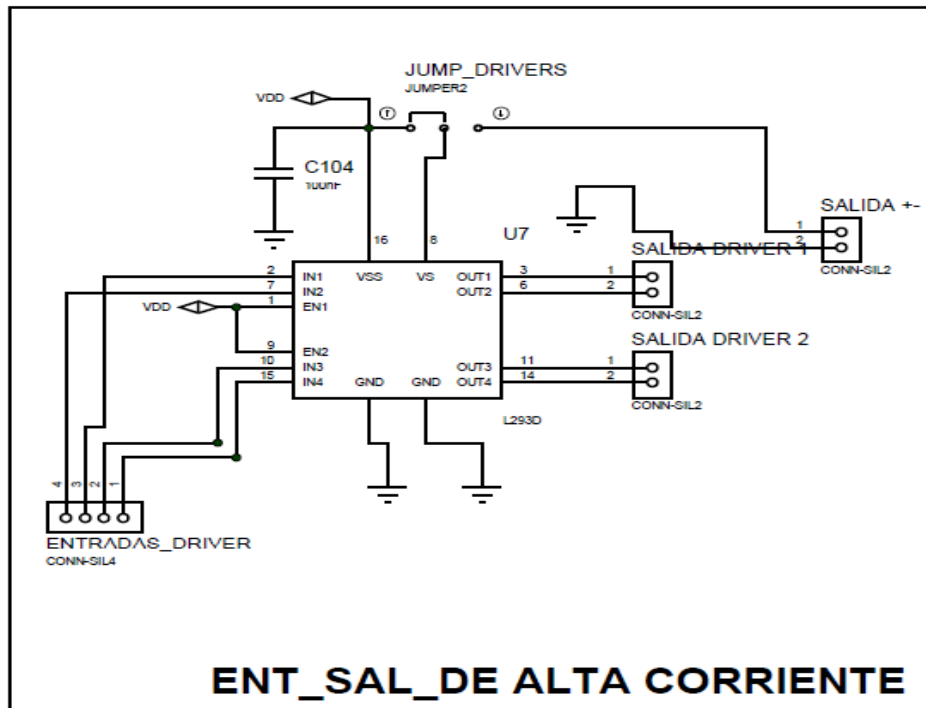 JUMP_DRIVERS
JUMPER2
VDD
C104
100nF
SALIDA +-
1
2
CONN-SIL2
16
8
U7
SALIDA DRIVER 1
2
7
1
9
10
15
IN1
IN2
EN1
EN2
IN3
IN4
VSS
VS
GND
GND
OUT1
OUT2
OUT3
OUT4
3
6
11
14
1
2
CONN-SIL2
VDD
SALIDA DRIVER 2
1
2
CONN-SIL2
L293D
4
3
2
1
ENTRADAS_DRIVER
CONN-SIL4
ENT_SAL_DE ALTA CORRIENTE